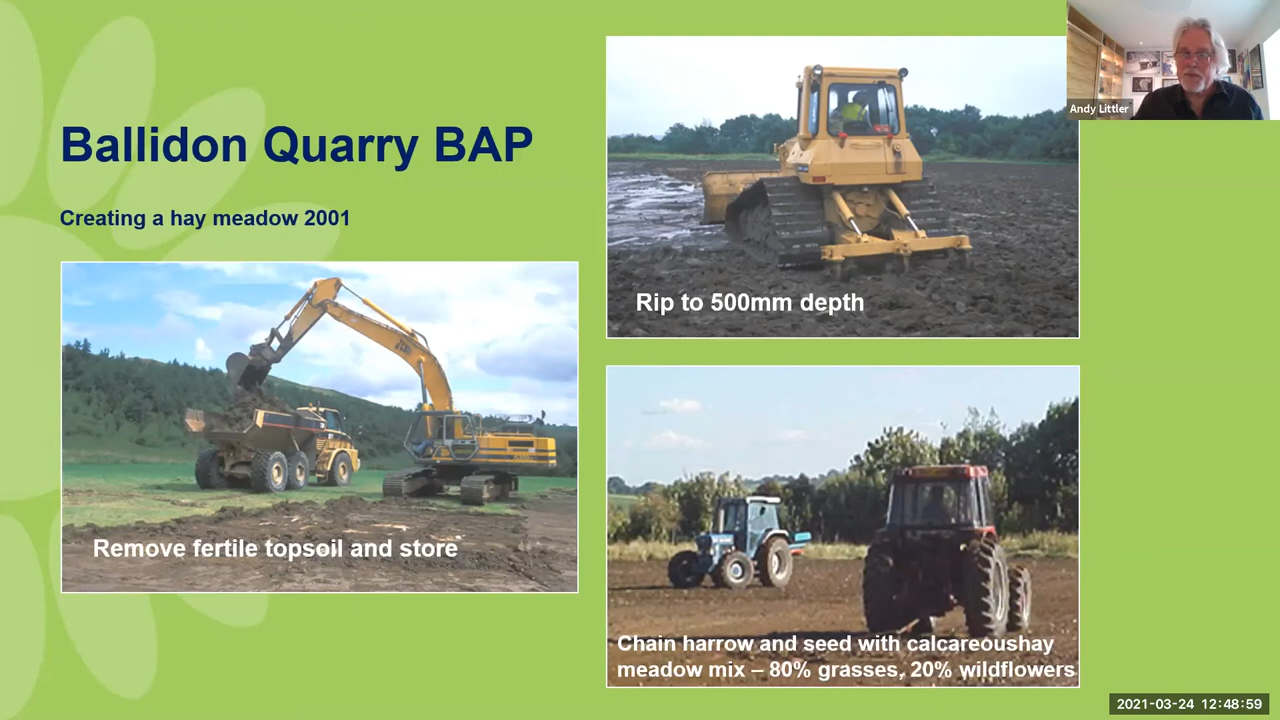 Ballidon Quarry BAP
Creating a hay meadow 2001
Remove fertile topsoil and store
Rip to 500mm depth
Chain harrow and seed with calcareoushay
meadow mix – 80% grasses, 20% wildflowers
Andy Littler
2021-03-24 12:48:59